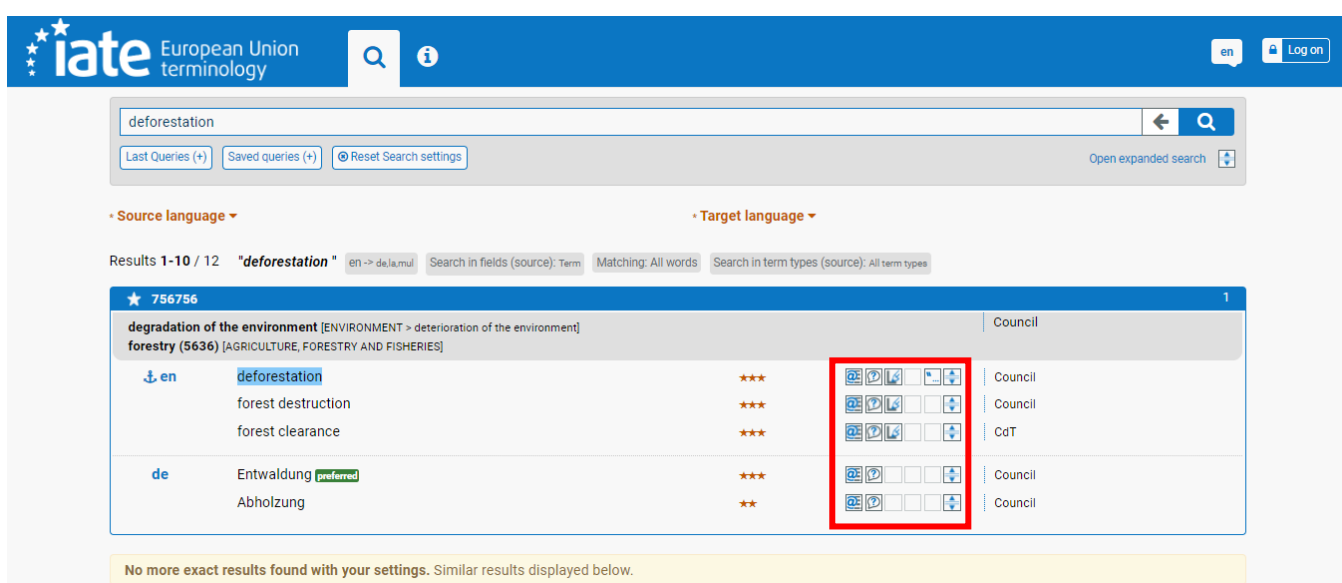 iate European Union
terminology
en
Log on
deforestation
Last Queries (+) Saved queries (+) Reset Search settings Open expanded search
* Source language * Target language
Results 1-10 / 12 "deforestation " en -> de,la,mul Search in fields (source): Term Matching: All words Search in term types (source): All term types
756756 1
degradation of the environment [ENVIRONMENT > deterioration of the environment] Council
forestry (5636) [AGRICULTURE, FORESTRY AND FISHERIES]
en deforestation Council
forest destruction Council
forest clearance CdT
de Entwaldung preferred Council
Abholzung Council
No more exact results found with your settings. Similar results displayed below.